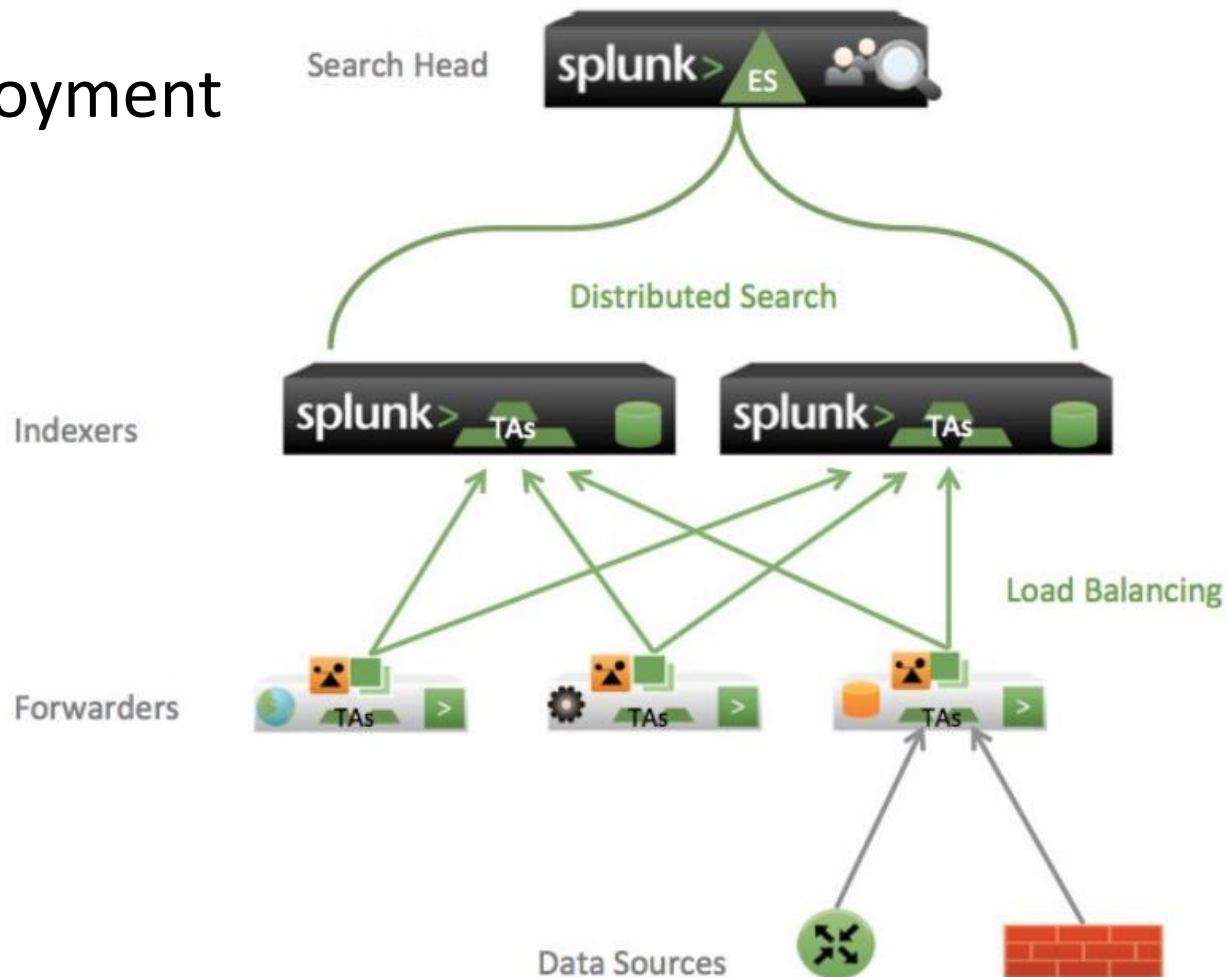 oyment
Search Head
splunk> ES
Distributed Search
Indexers
splunk> TAs
splunk> TAs
Load Balancing
Forwarders
TAs >
TAs >
TAs >
Data Sources